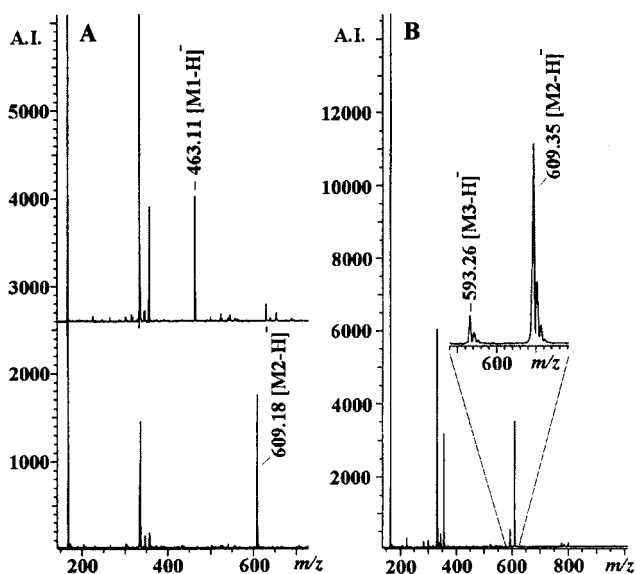 A.I.
A
463.11 [M1-H]⁻
5000
4000
3000
2000
1000
609.18 [M2-H]⁻
200
400
600
m/z
A.I.
B
609.35 [M2-H]⁻
593.26 [M3-H]⁻
12000
10000
8000
6000
4000
2000
600
m/z
200
400
600
800
m/z